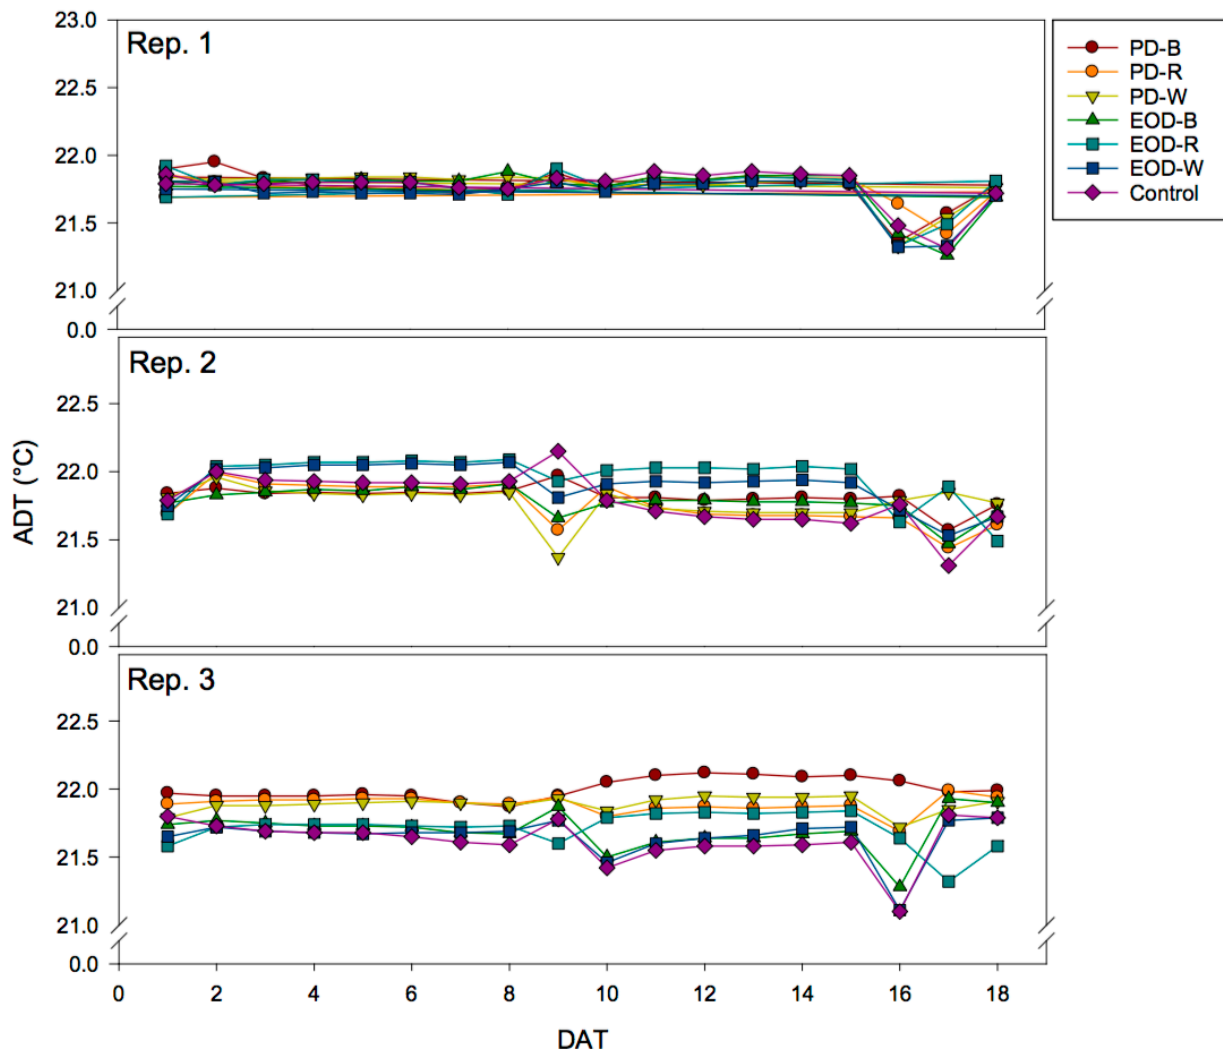 23.0
Rep. 1
22.5
22.0
21.5
21.0
0.0
PD-B
PD-R
PD-W
EOD-B
EOD-R
EOD-W
Control
Rep. 2
22.5
22.0
21.5
21.0
0.0
ADT (°C)
Rep. 3
22.5
22.0
21.5
21.0
0.0
0 2 4 6 8 10 12 14 16 18
DAT